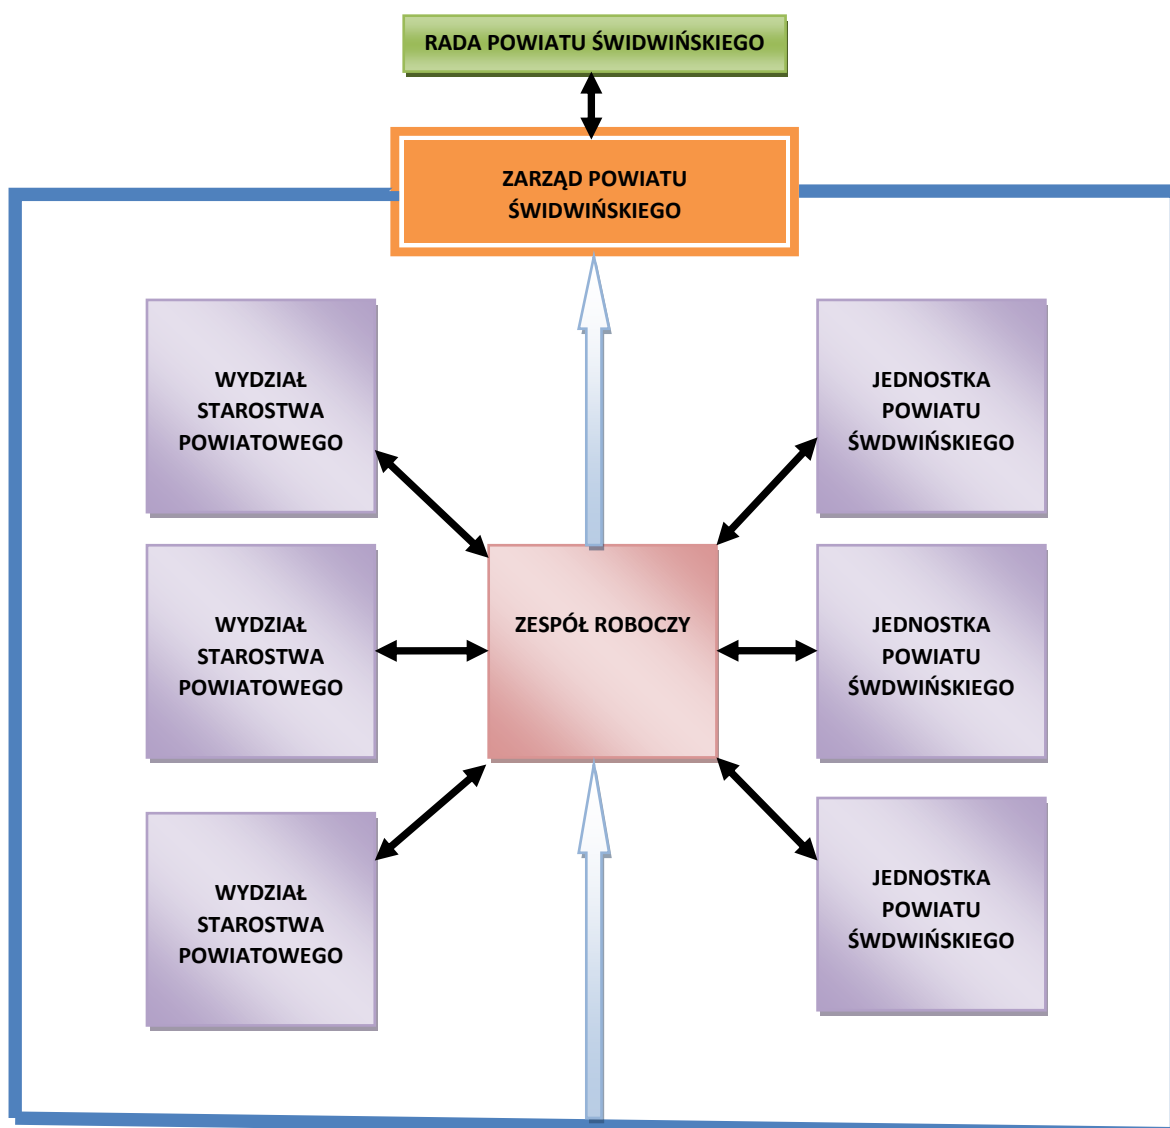 RADA POWIATU ŚWIDWIŃSKIEGO
ZARZĄD POWIATU
ŚWIDWIŃSKIEGO
WYDZIAŁ
STAROSTWA
POWIATOWEGO
JEDNOSTKA
POWIATU
ŚWDWIŃSKIEGO
WYDZIAŁ
STAROSTWA
POWIATOWEGO
ZESPÓŁ ROBOCZY
JEDNOSTKA
POWIATU
ŚWDWIŃSKIEGO
WYDZIAŁ
STAROSTWA
POWIATOWEGO
JEDNOSTKA
POWIATU
ŚWDWIŃSKIEGO